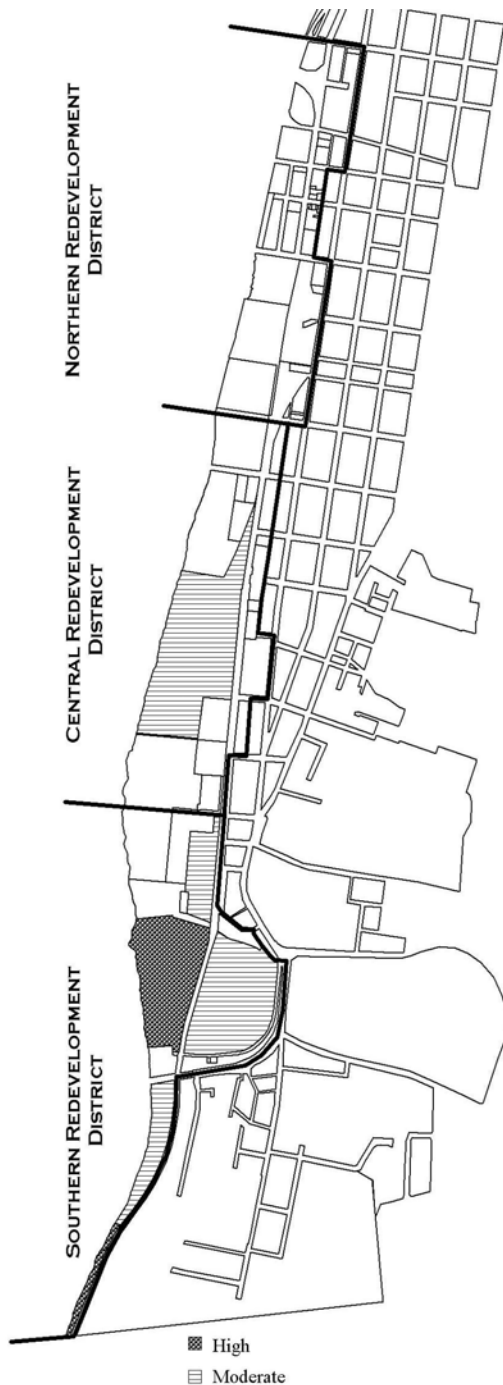 NORTHERN REDEVELOPMENT
DISTRICT
CENTRAL REDEVELOPMENT
DISTRICT
SOUTHERN REDEVELOPMENT
DISTRICT
High
Moderate